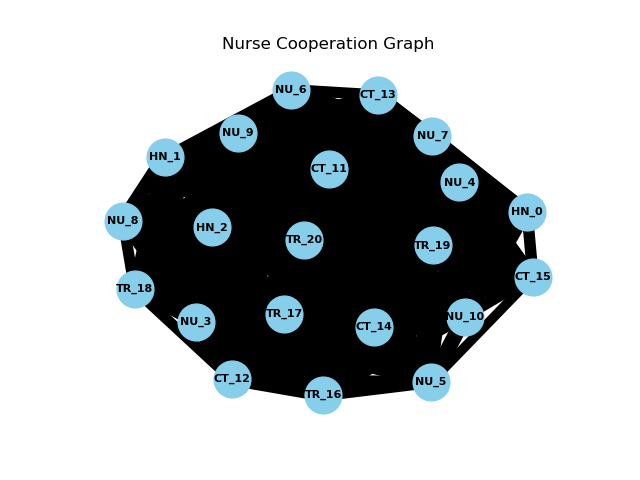 Nurse Cooperation Graph
NU_6
CT_13
NU_9
NU_7
HN_1
CT_11
NU_4
HN_0
NU_8
HN_2
TR_20
TR_19
CT_15
TR_18
TR_17
NU_10
NU_3
CT_14
CT_12
NU_5
TR_16